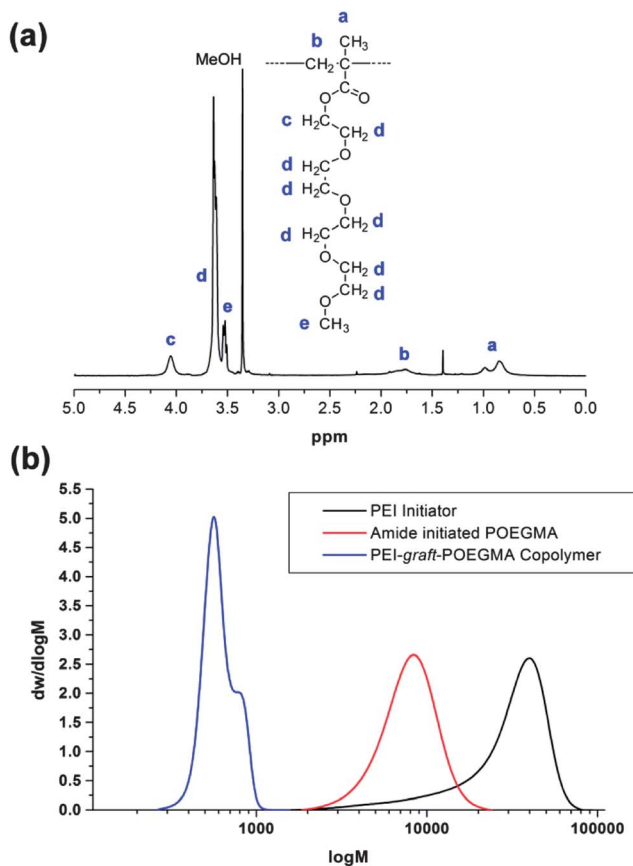 (a)
a
b
CH3
MeOH
CH2 C
C
O O
c H2C d
CH2
O
d H2C
d H2C
O
CH2 d
d H2C
O
CH2 d
CH2 d
O
e CH3
d
e
c
b
a
5.0 4.5 4.0 3.5 3.0 2.5 2.0 1.5 1.0 0.5 0.0
ppm
(b)
5.5
5.0
4.5
4.0
3.5
3.0
2.5
2.0
1.5
1.0
0.5
0.0
dw/dlogM
PEI Initiator
Amide initiated POEGMA
PEI-graft-POEGMA Copolymer
1000 10000 100000
logM